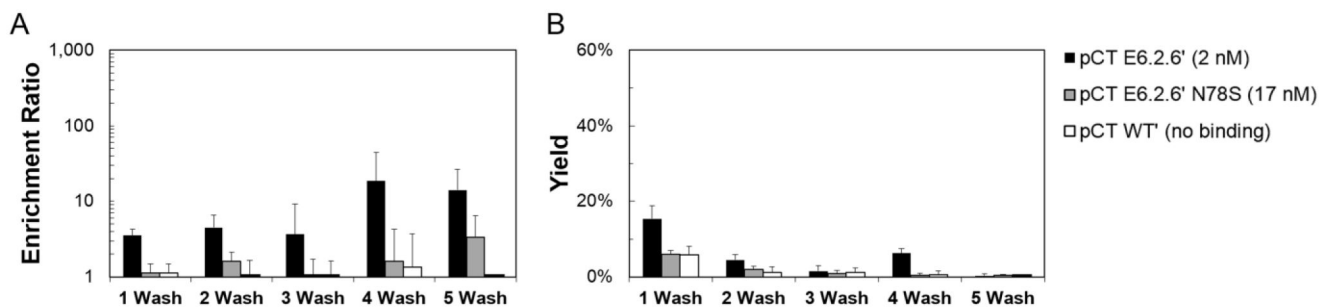 A
Enrichment Ratio
1,000
100
10
1
1 Wash 2 Wash 3 Wash 4 Wash 5 Wash
B
Yield
60%
40%
20%
0%
1 Wash 2 Wash 3 Wash 4 Wash 5 Wash
pCT E6.2.6' (2 nM)
pCT E6.2.6' N78S (17 nM)
pCT WT' (no binding)